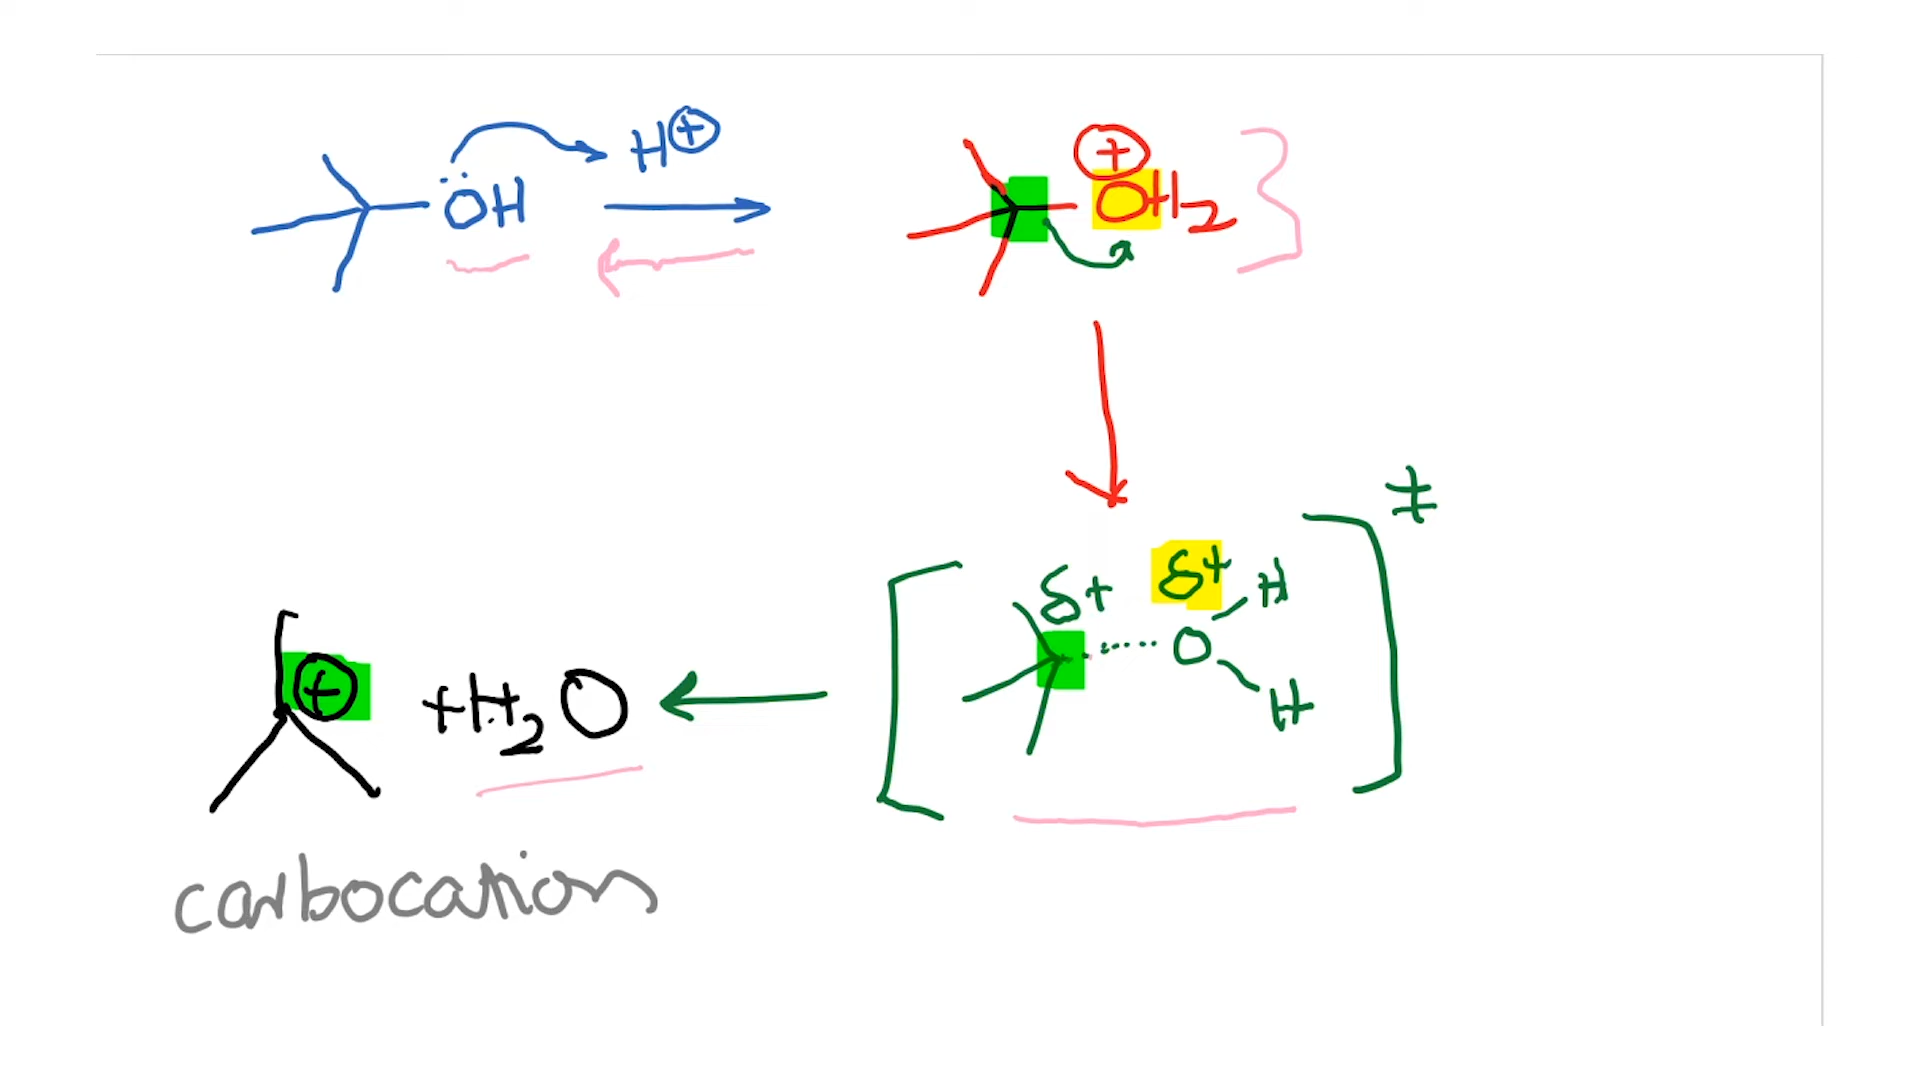 ÖH H⊕
⊕
OH2
‡
δ+ δ+ H
O
H
⊕ +H2O
carbocation